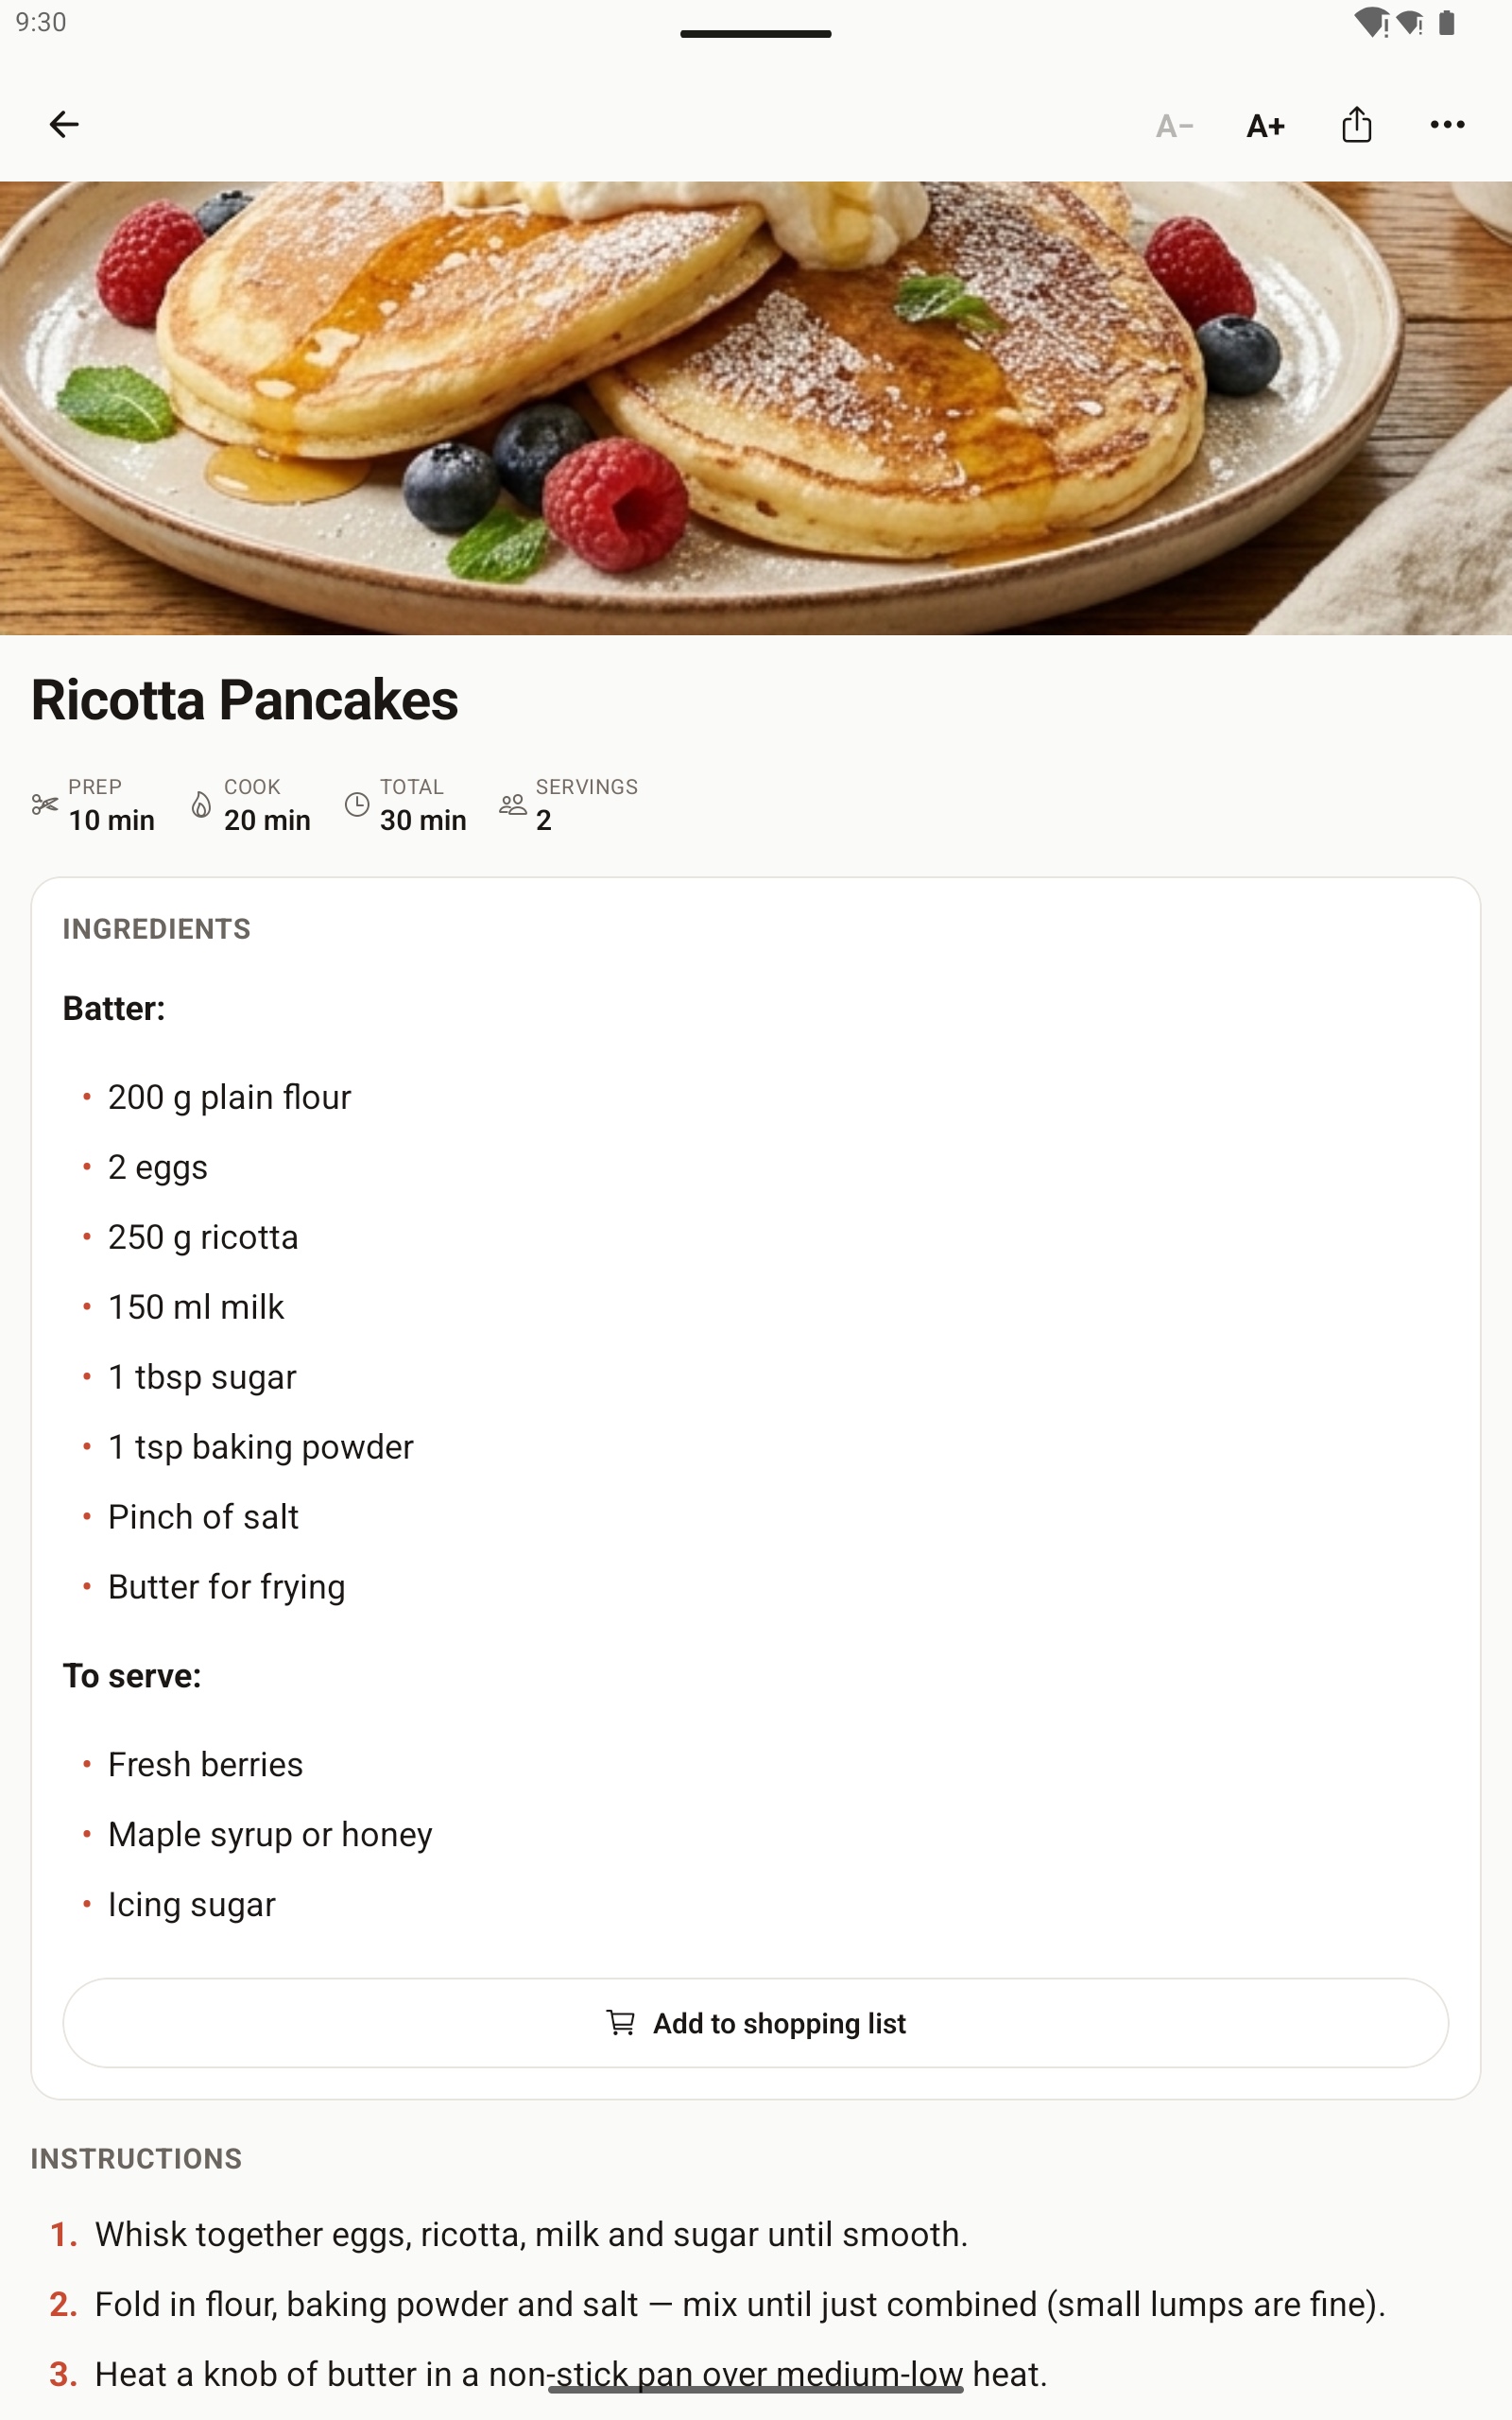 9:30
A− A+
Ricotta Pancakes
PREP
10 min
COOK
20 min
TOTAL
30 min
SERVINGS
2
INGREDIENTS
Batter:
• 200 g plain flour
• 2 eggs
• 250 g ricotta
• 150 ml milk
• 1 tbsp sugar
• 1 tsp baking powder
• Pinch of salt
• Butter for frying
To serve:
• Fresh berries
• Maple syrup or honey
• Icing sugar
Add to shopping list
INSTRUCTIONS
1. Whisk together eggs, ricotta, milk and sugar until smooth.
2. Fold in flour, baking powder and salt — mix until just combined (small lumps are fine).
3. Heat a knob of butter in a non-stick pan over medium-low heat.